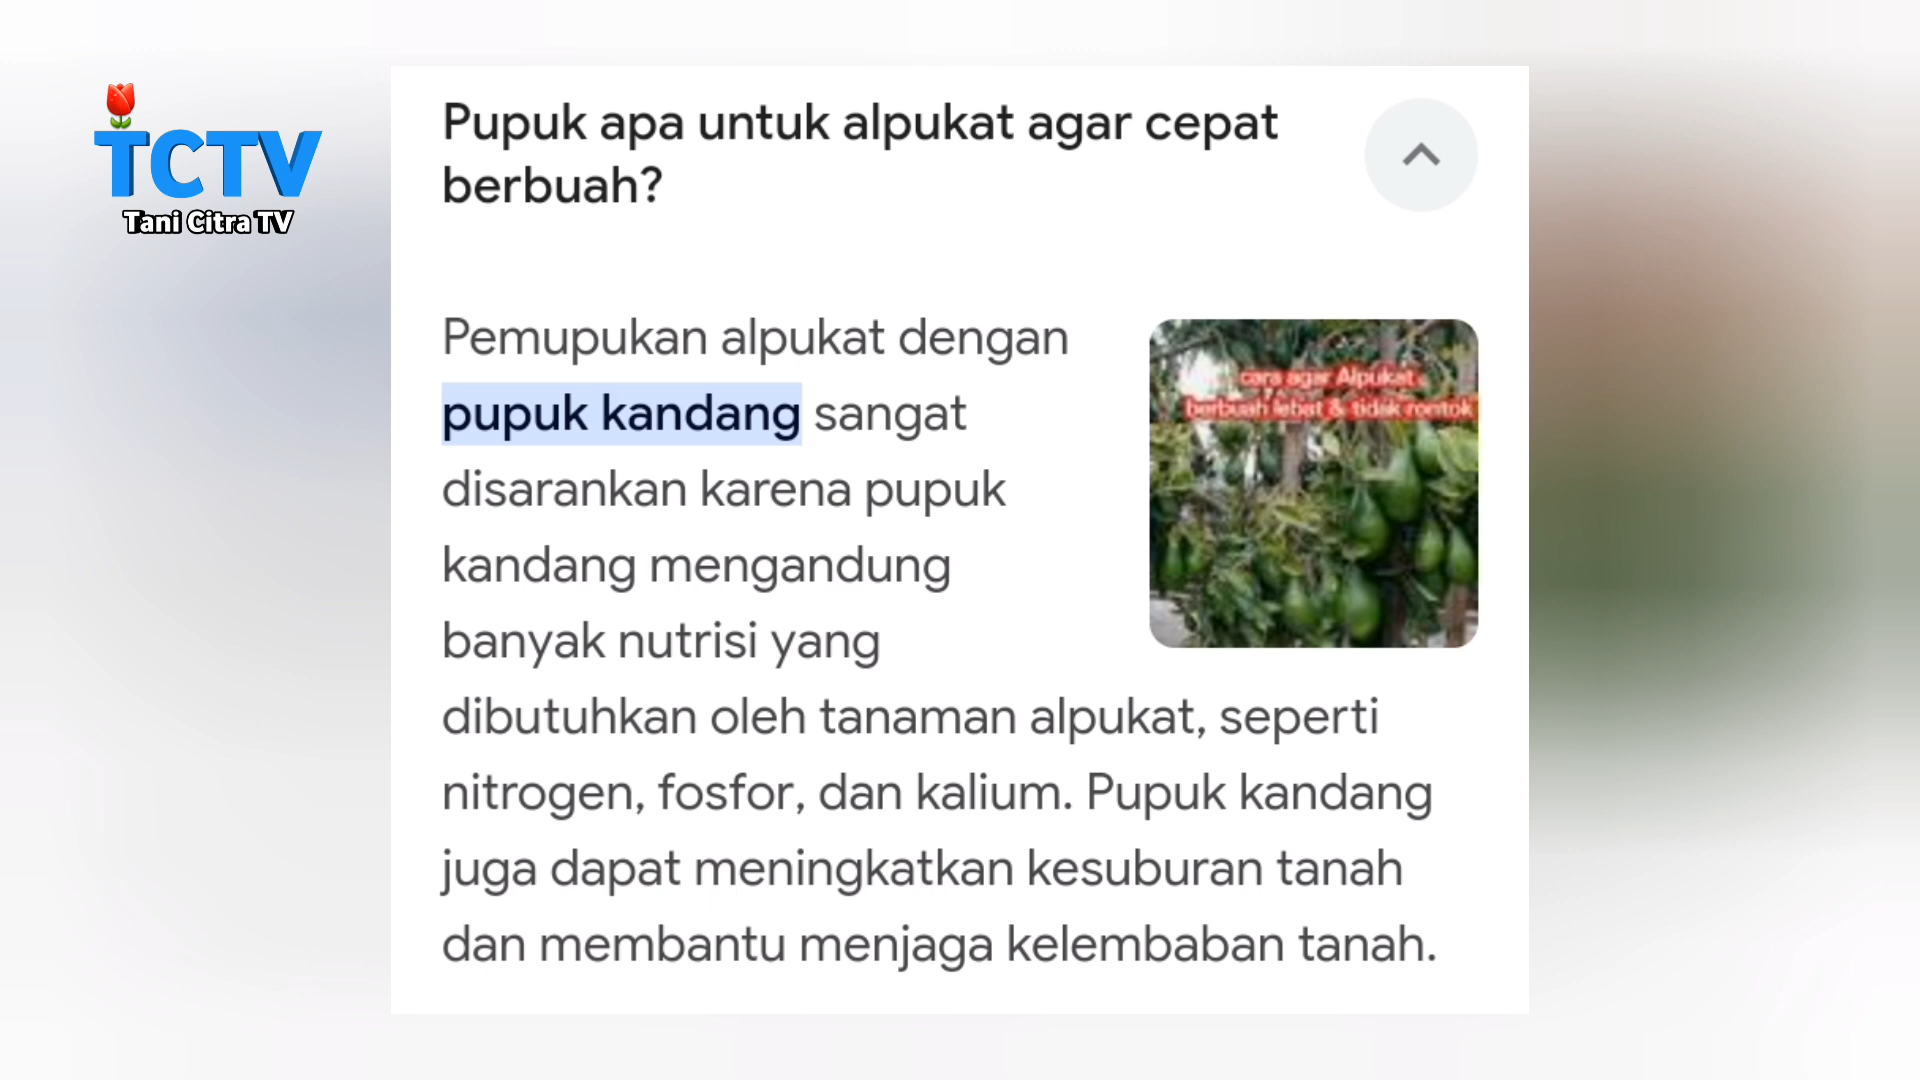 TCTV
Tani Citra TV
Pupuk apa untuk alpukat agar cepat
berbuah?
Pemupukan alpukat dengan
pupuk kandang sangat
disarankan karena pupuk
kandang mengandung
banyak nutrisi yang
dibutuhkan oleh tanaman alpukat, seperti
nitrogen, fosfor, dan kalium. Pupuk kandang
juga dapat meningkatkan kesuburan tanah
dan membantu menjaga kelembaban tanah.
cara agar Alpukat
berbuah lebat & tidak rontok